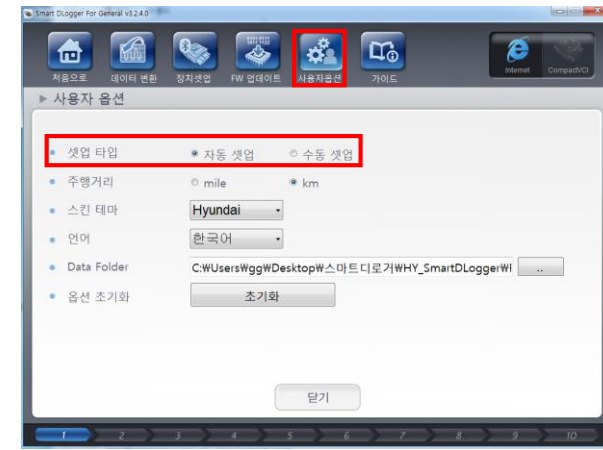 Smart DLogger For General v3.2.4.0
처음으로 데이터 변환 장치셋업 FW 업데이트 사용자옵션 가이드 Internet CompactVCI
▶ 사용자 옵션
셋업 타입 자동 셋업 수동 셋업
주행거리 mile km
스킨 테마 Hyundai
언어 한국어
Data Folder C:₩Users₩gg₩Desktop₩스마트디로거₩HY_SmartDLogger₩ ..
옵션 초기화 초기화
닫기
1 2 3 4 5 6 7 8 9 10